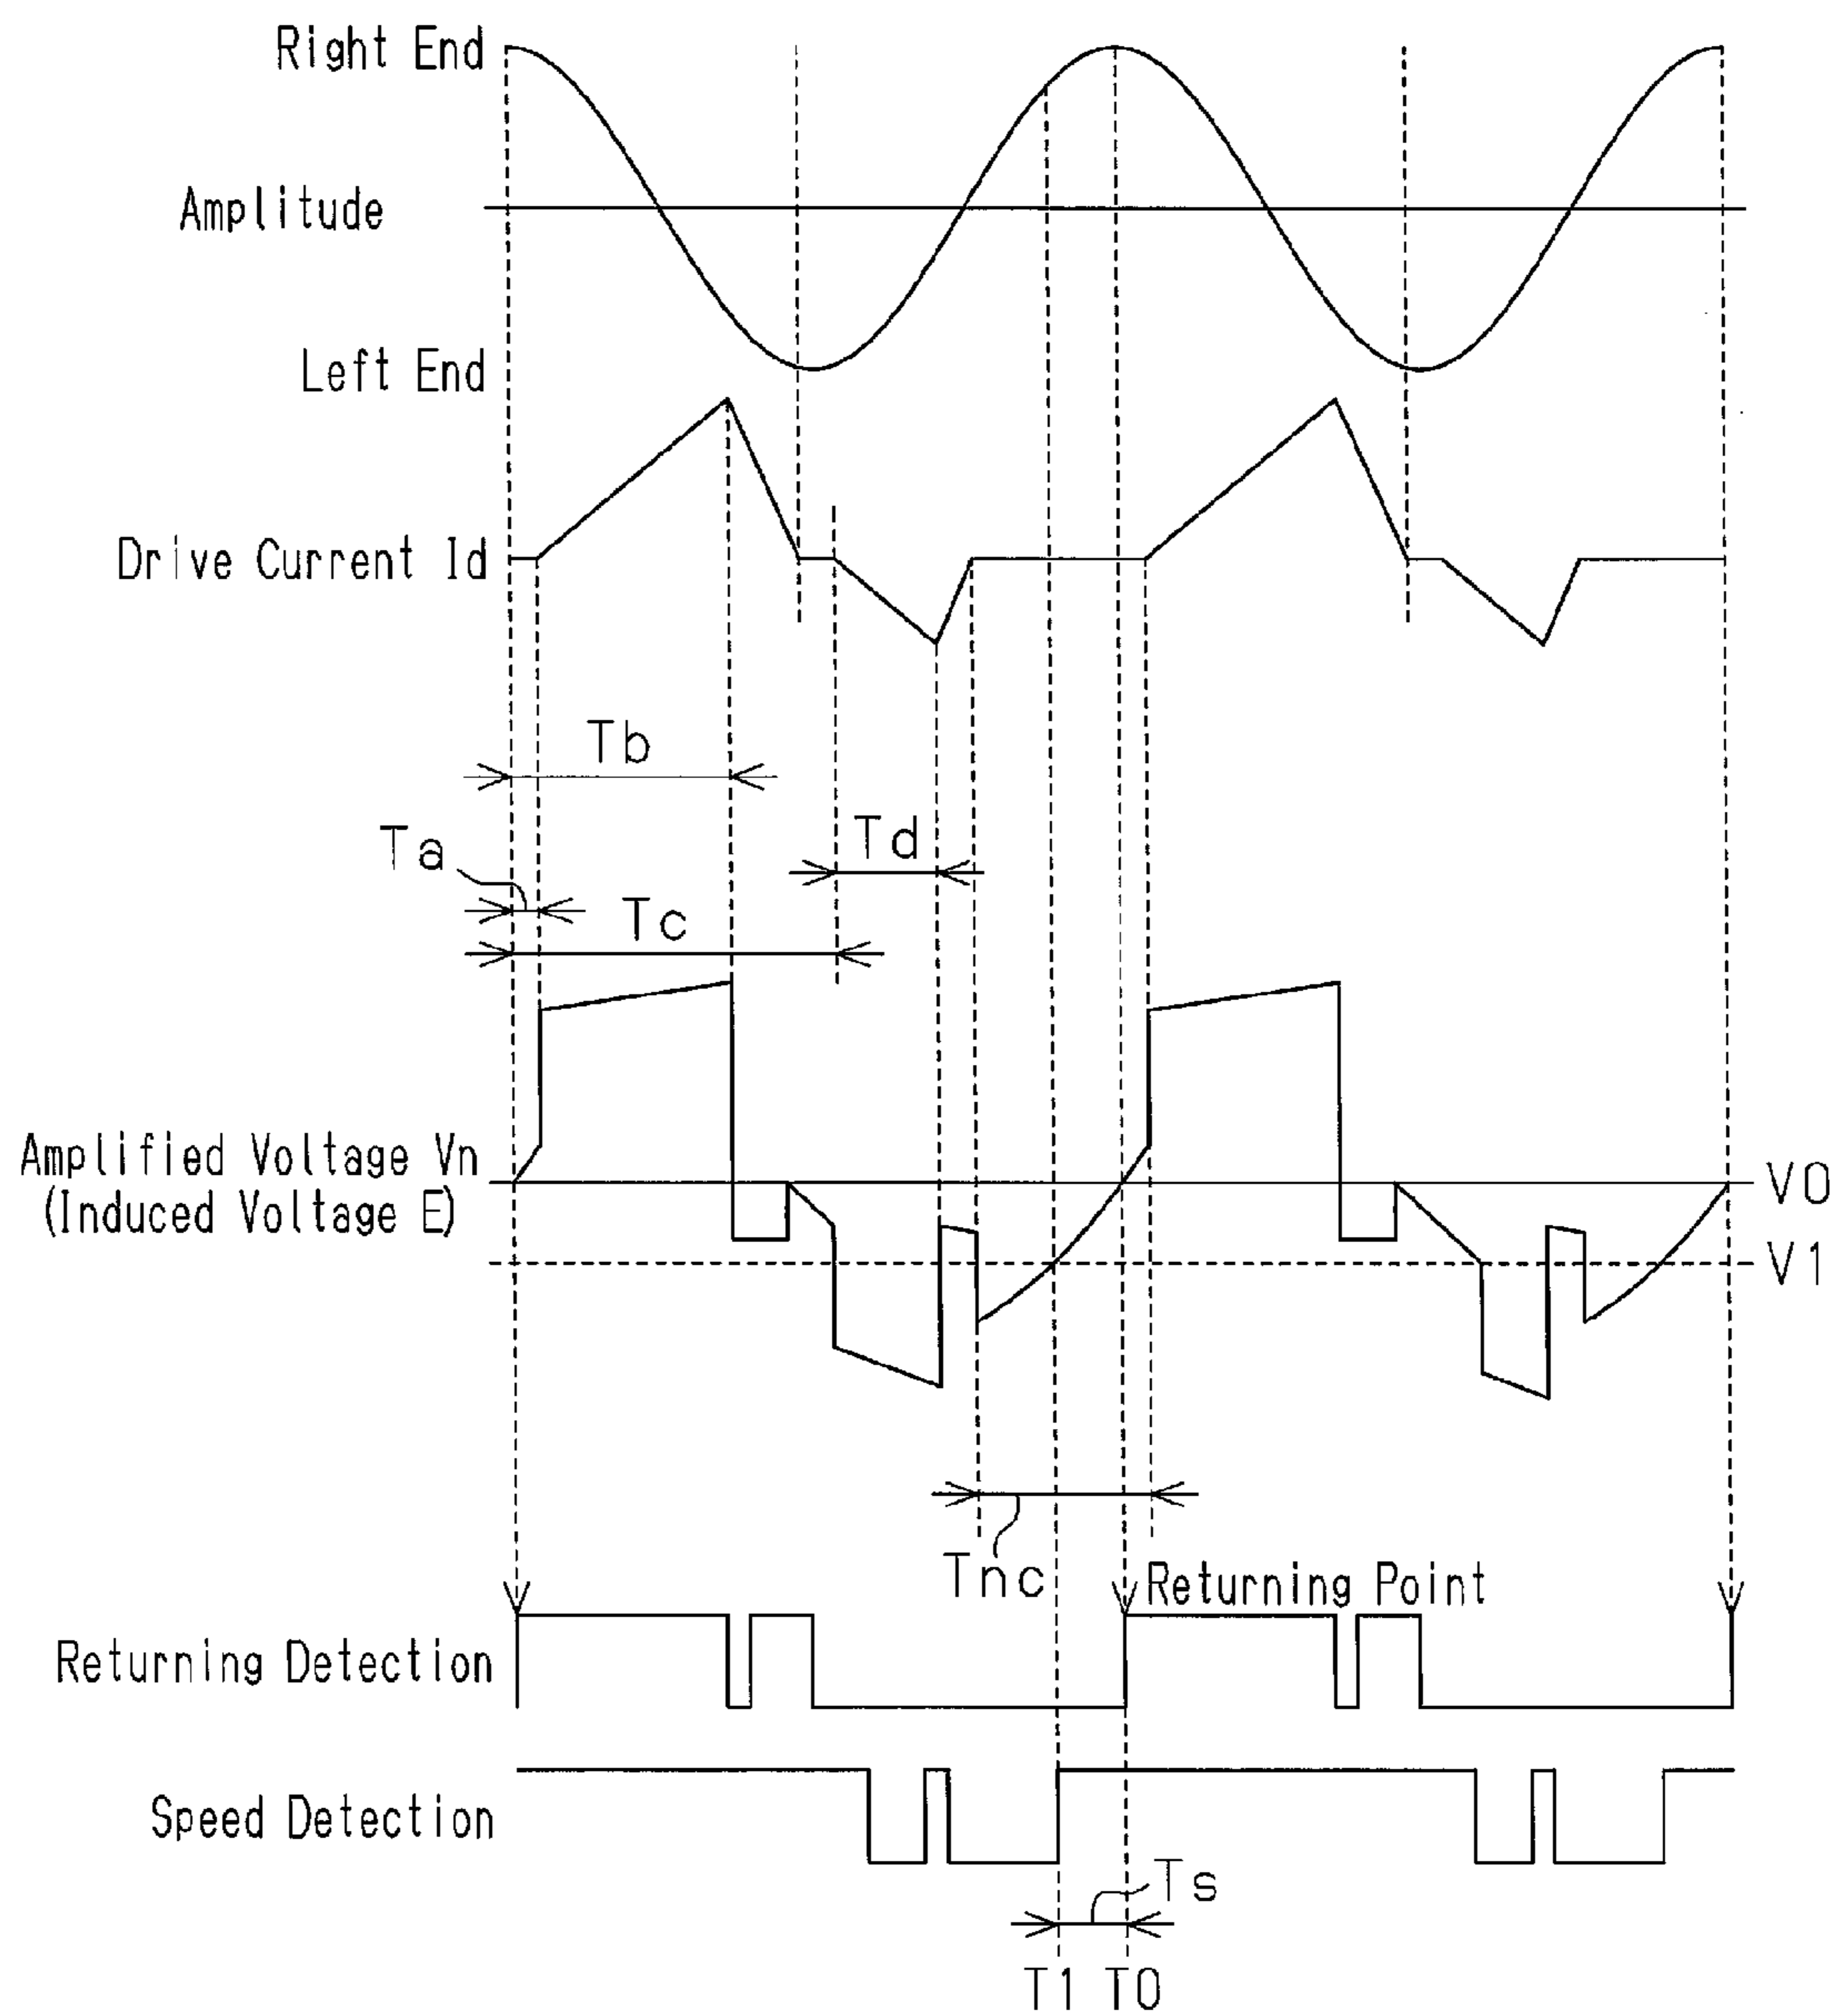 Right End
Amplitude
Left End
Drive Current Id
Tb
Ta
Td
Tc
Amplified Voltage Vn
(Induced Voltage E)
V0
V1
Tnc
Returning Point
Returning Detection
Speed Detection
Ts
T1 T0